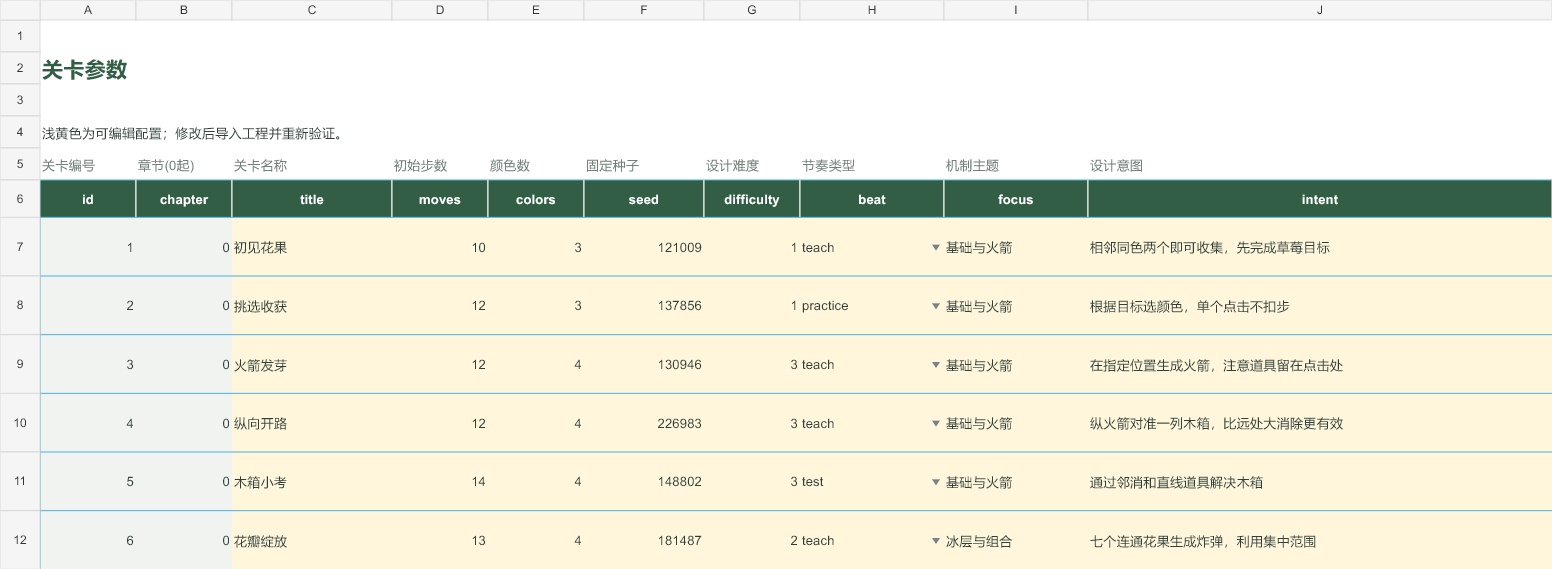 A B C D E F G H I J
1
2 关卡参数
3
4 浅黄色为可编辑配置；修改后导入工程并重新验证。
5 关卡编号 章节(0起) 关卡名称 初始步数 颜色数 固定种子 设计难度 节奏类型 机制主题 设计意图
6 id chapter title moves colors seed difficulty beat focus intent
7 1 0 初见花果 10 3 121009 1 teach 基础与火箭 相邻同色两个即可收集，先完成草莓目标
8 2 0 挑选收获 12 3 137856 1 practice 基础与火箭 根据目标选颜色，单个点击不扣步
9 3 0 火箭发芽 12 4 130946 3 teach 基础与火箭 在指定位置生成火箭，注意道具留在点击处
10 4 0 纵向开路 12 4 226983 3 teach 基础与火箭 纵火箭对准一列木箱，比远处大消除更有效
11 5 0 木箱小考 14 4 148802 3 test 基础与火箭 通过邻消和直线道具解决木箱
12 6 0 花瓣绽放 13 4 181487 2 teach 冰层与组合 七个连通花果生成炸弹，利用集中范围